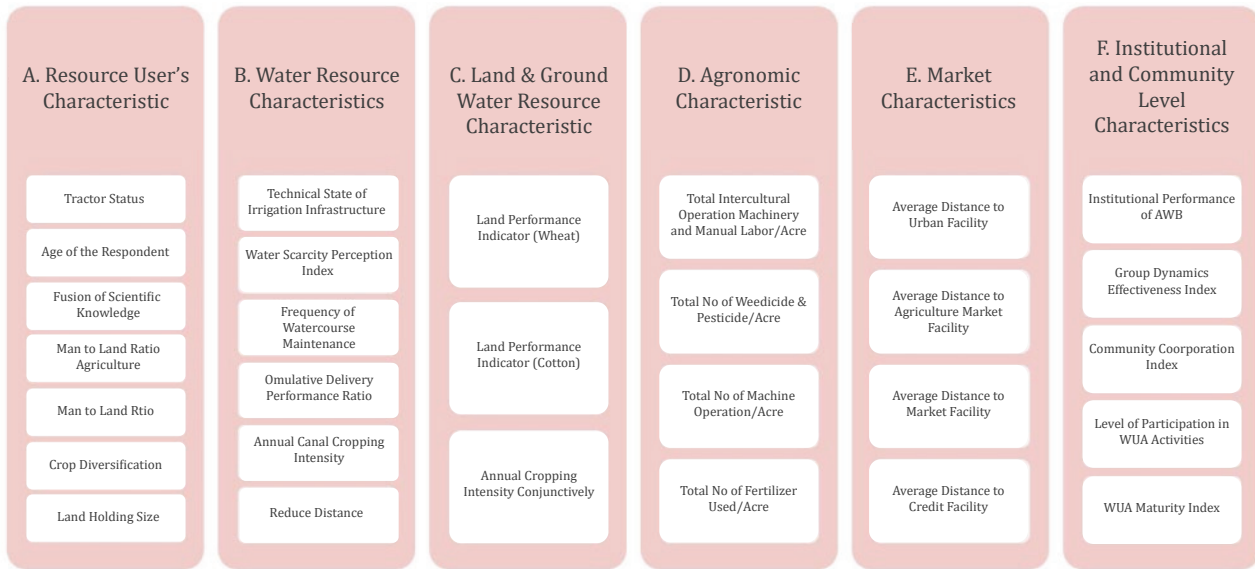 A. Resource User's
Characteristic
Tractor Status
Age of the Respondent
Fusion of Scientific
Knowledge
Man to Land Ratio
Agriculture
Man to Land Rtio
Crop Diversification
Land Holding Size
B. Water Resource
Characteristics
Technical State of
Irrigation Infrastructure
Water Scarcity Perception
Index
Frequency of
Watercourse
Maintenance
Omulative Delivery
Performance Ratio
Annual Canal Cropping
Intensity
Reduce Distance
C. Land & Ground
Water Resource
Characteristic
Land Performance
Indicator (Wheat)
Land Performance
Indicator (Cotton)
Annual Cropping
Intensity Conjunctively
D. Agronomic
Characteristic
Total Intercultural
Operation Machinery
and Manual Labor/Acre
Total No of Weedicide &
Pesticide/Acre
Total No of Machine
Operation/Acre
Total No of Fertilizer
Used/Acre
E. Market
Characteristics
Average Distance to
Urban Facility
Average Distance to
Agriculture Market
Facility
Average Distance to
Market Facility
Average Distance to
Credit Facility
F. Institutional
and Community
Level
Characteristics
Institutional Performance
of AWB
Group Dynamics
Effectiveness Index
Community Coorporation
Index
Level of Participation in
WUA Activities
WUA Maturity Index